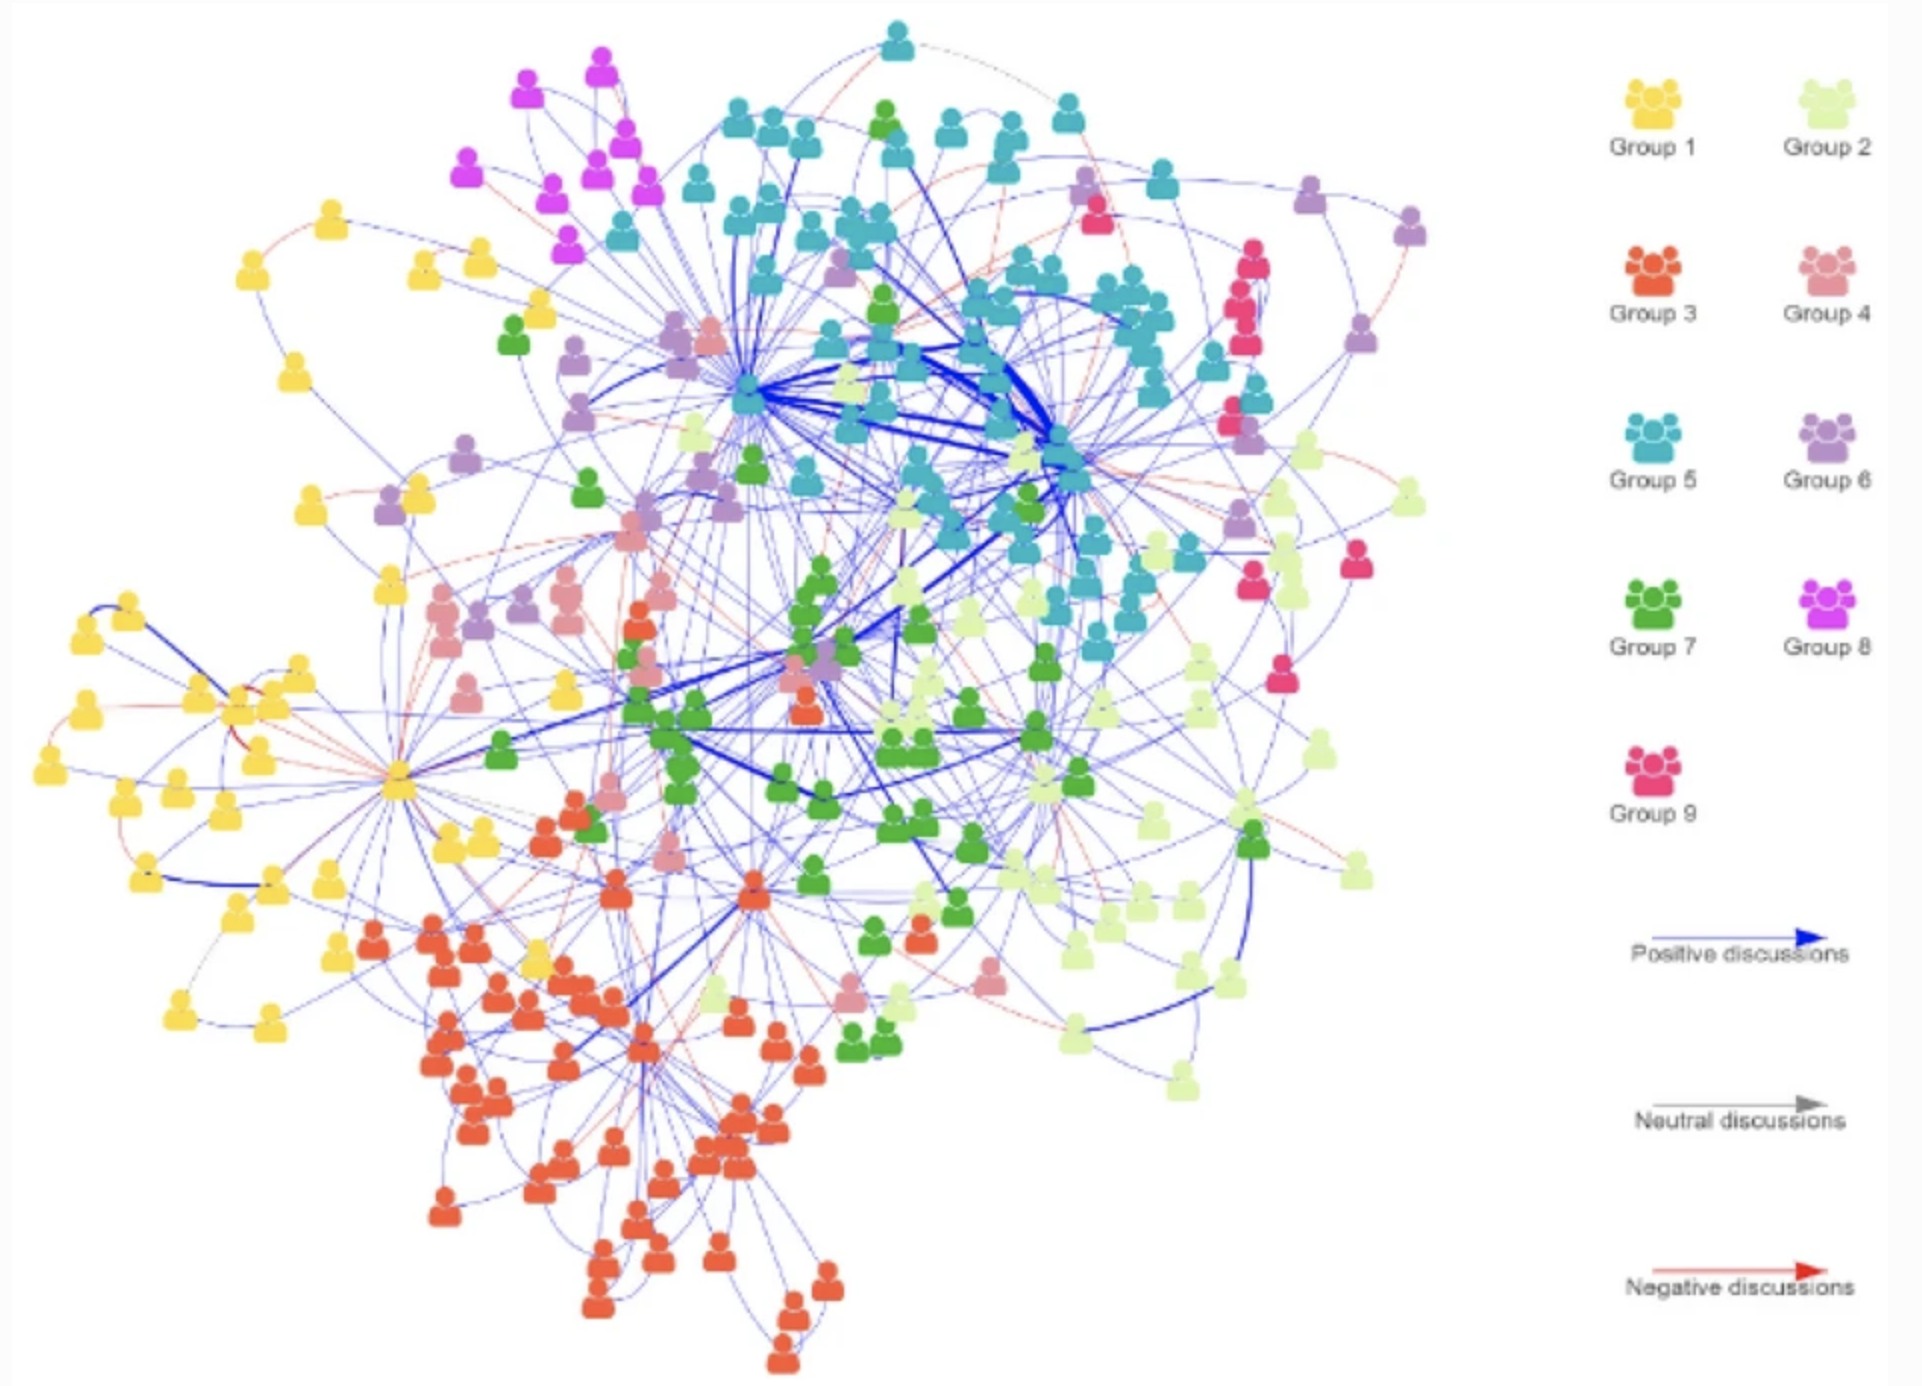 Group 1
Group 2
Group 3
Group 4
Group 5
Group 6
Group 7
Group 8
Group 9
Positive discussions
Neutral discussions
Negative discussions